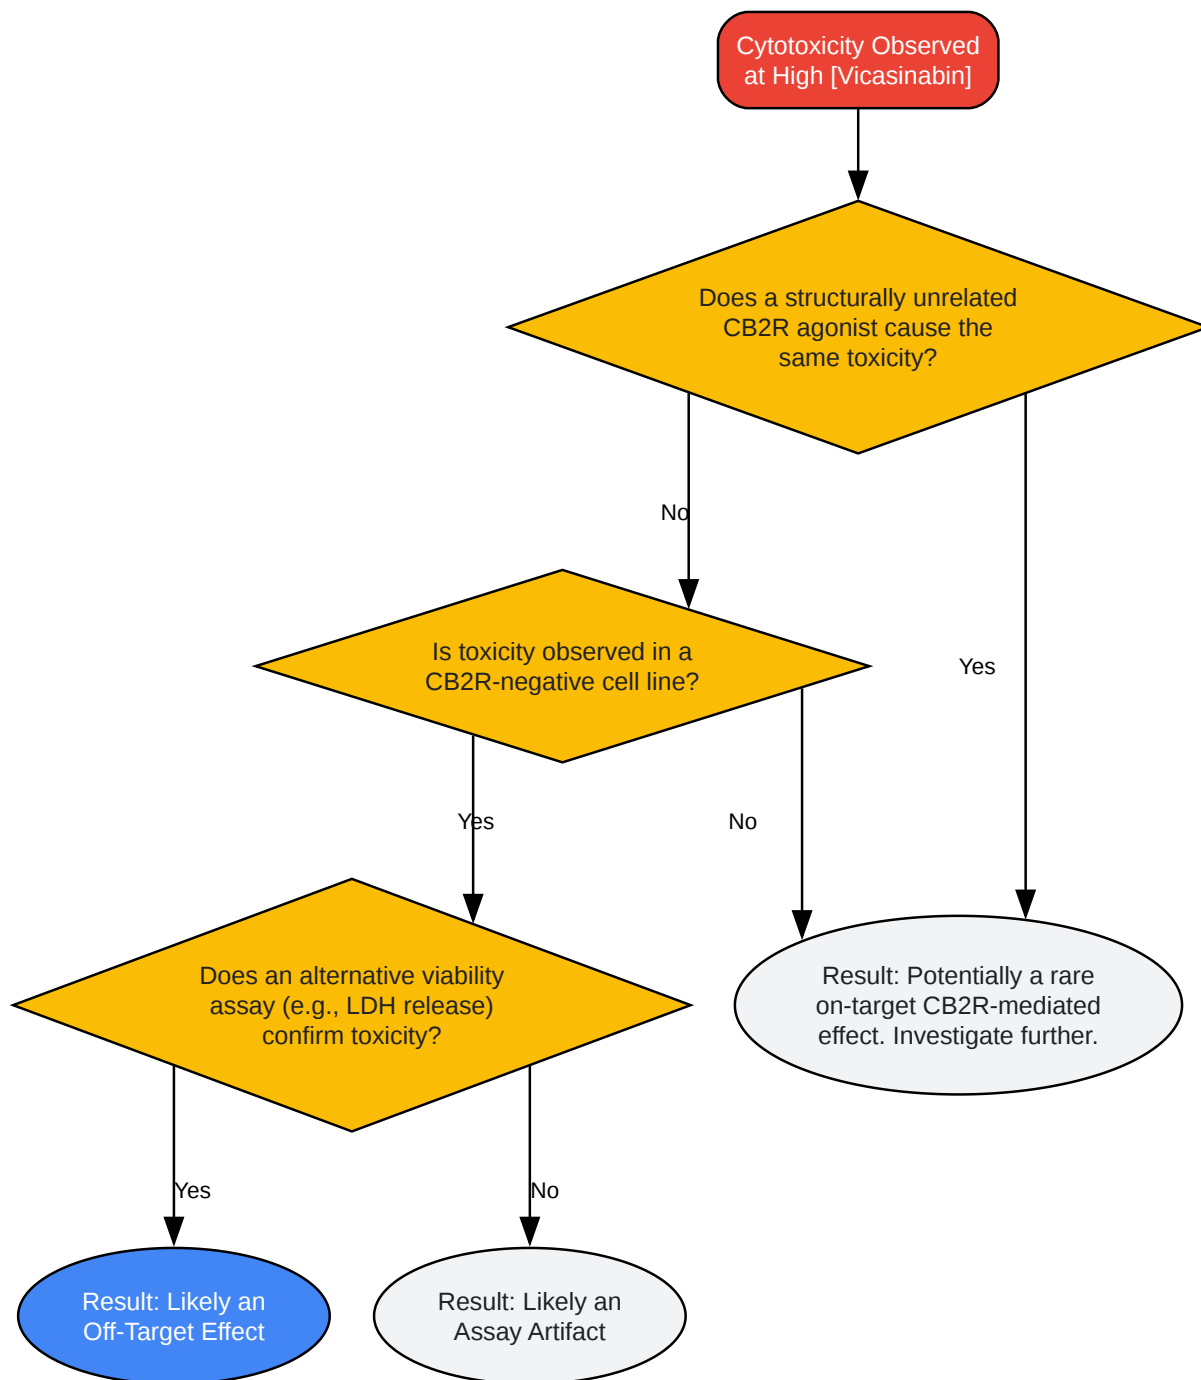 Cytotoxicity Observed
at High [Vicasinabin]
Does a structurally unrelated
CB2R agonist cause the
same toxicity?
No
Is toxicity observed in a
CB2R-negative cell line?
Yes
Yes
No
Does an alternative viability
assay (e.g., LDH release)
confirm toxicity?
Result: Potentially a rare
on-target CB2R-mediated
effect. Investigate further.
Yes
No
Result: Likely an
Off-Target Effect
Result: Likely an
Assay Artifact